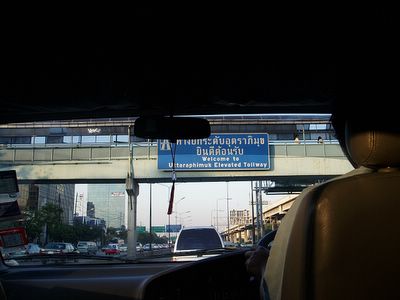 ทางยกระดับอุตราภิมุข
ยินดีต้อนรับ
Welcome to
Uttaraphimuk Elevated Tollway